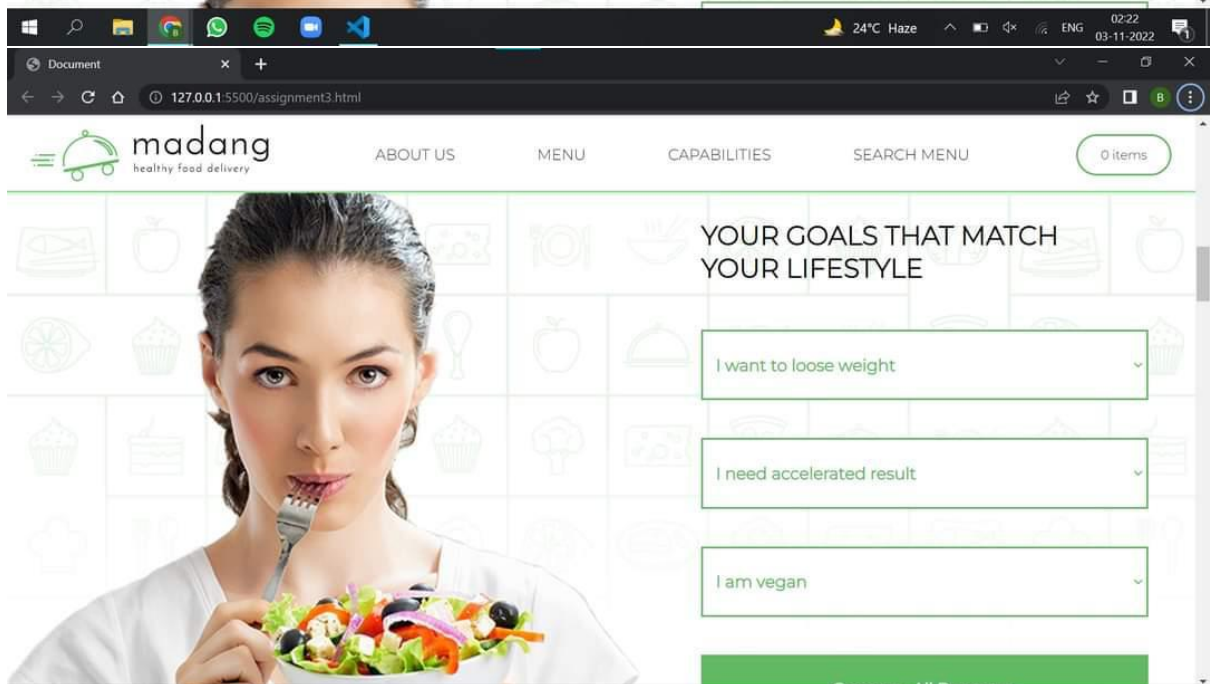 24°C Haze
ENG
02:22
03-11-2022
1
Document
127.0.0.1:5500/assignment3.html
B
madang
healthy food delivery
ABOUT US
MENU
CAPABILITIES
SEARCH MENU
0 items
YOUR GOALS THAT MATCH
YOUR LIFESTYLE
I want to loose weight
I need accelerated result
I am vegan